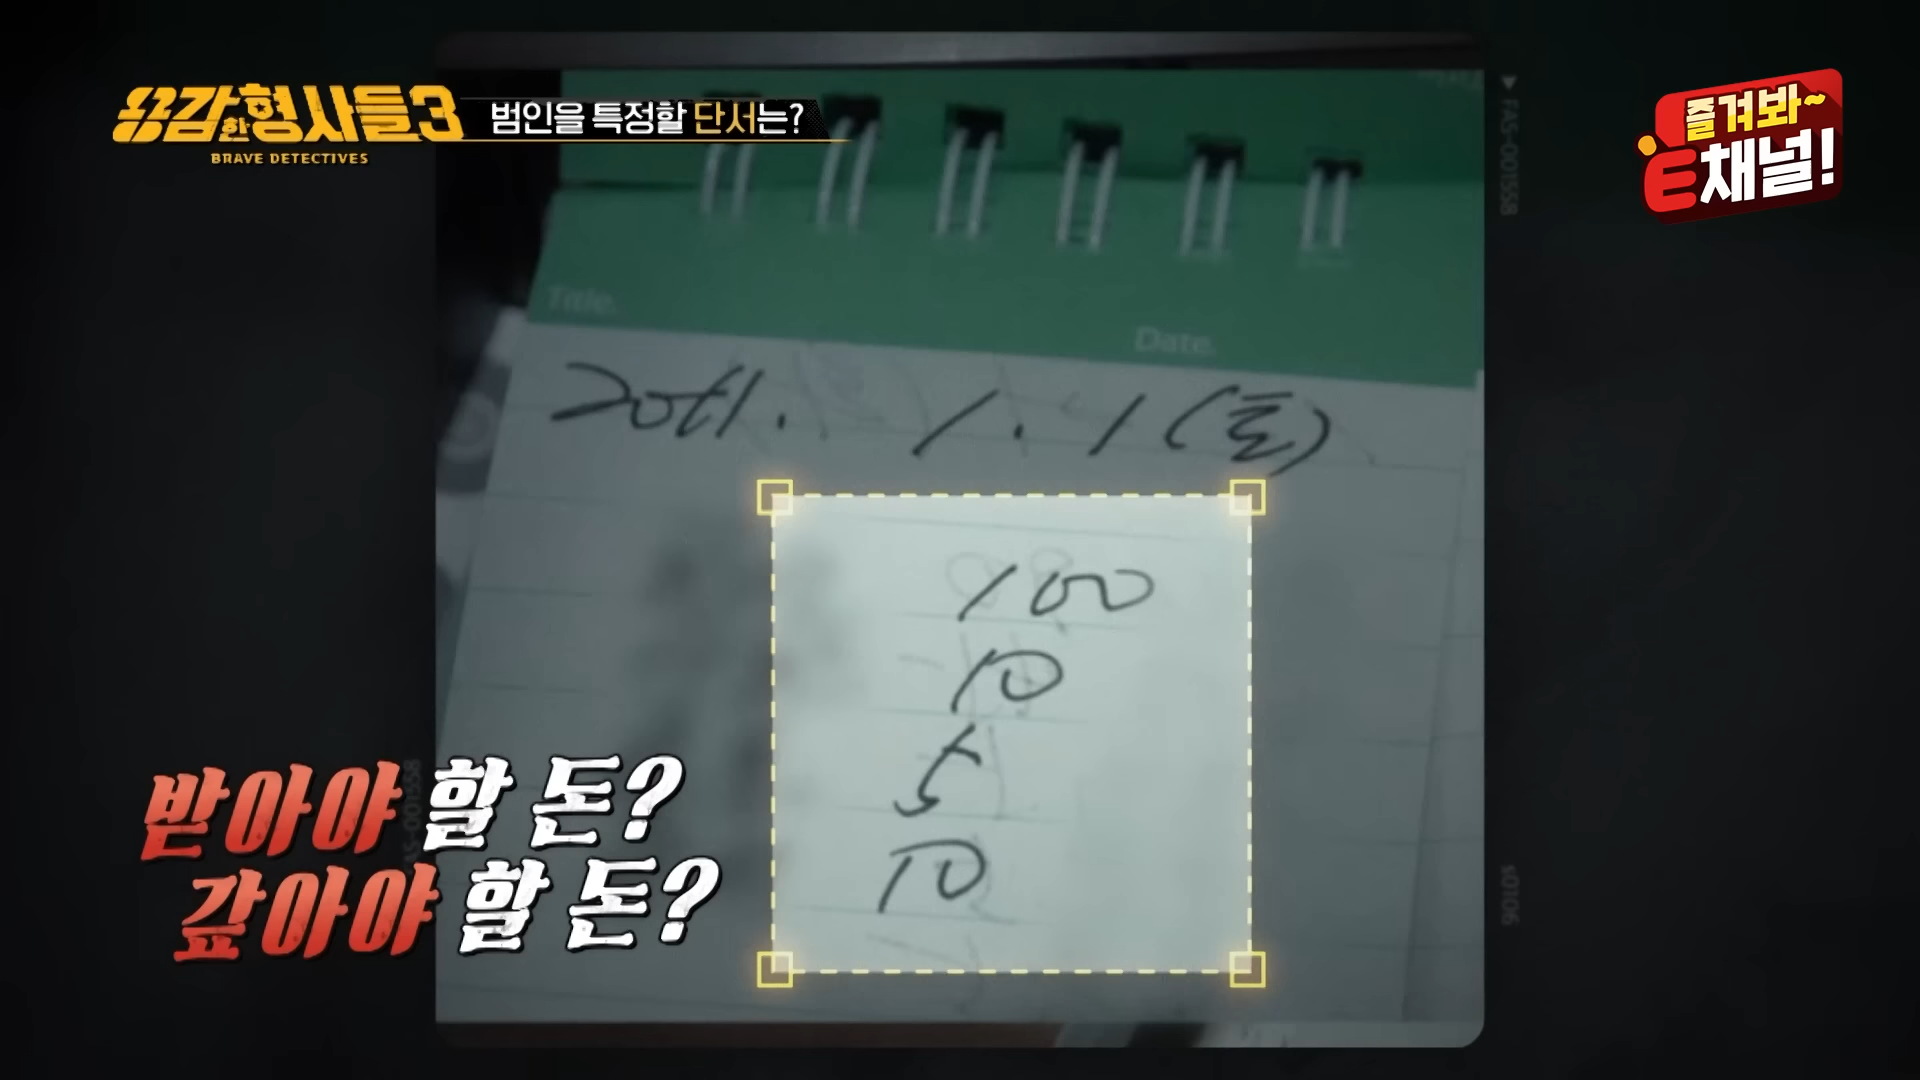 용감한형사들3
BRAVE DETECTIVES
범인을 특정할 단서는?
즐겨봐~
E채널!
Title.
Date.
2011. 1. 1 (토)
100
10
5
10
받아야 할 돈?
갚아야 할 돈?
FAS-001558